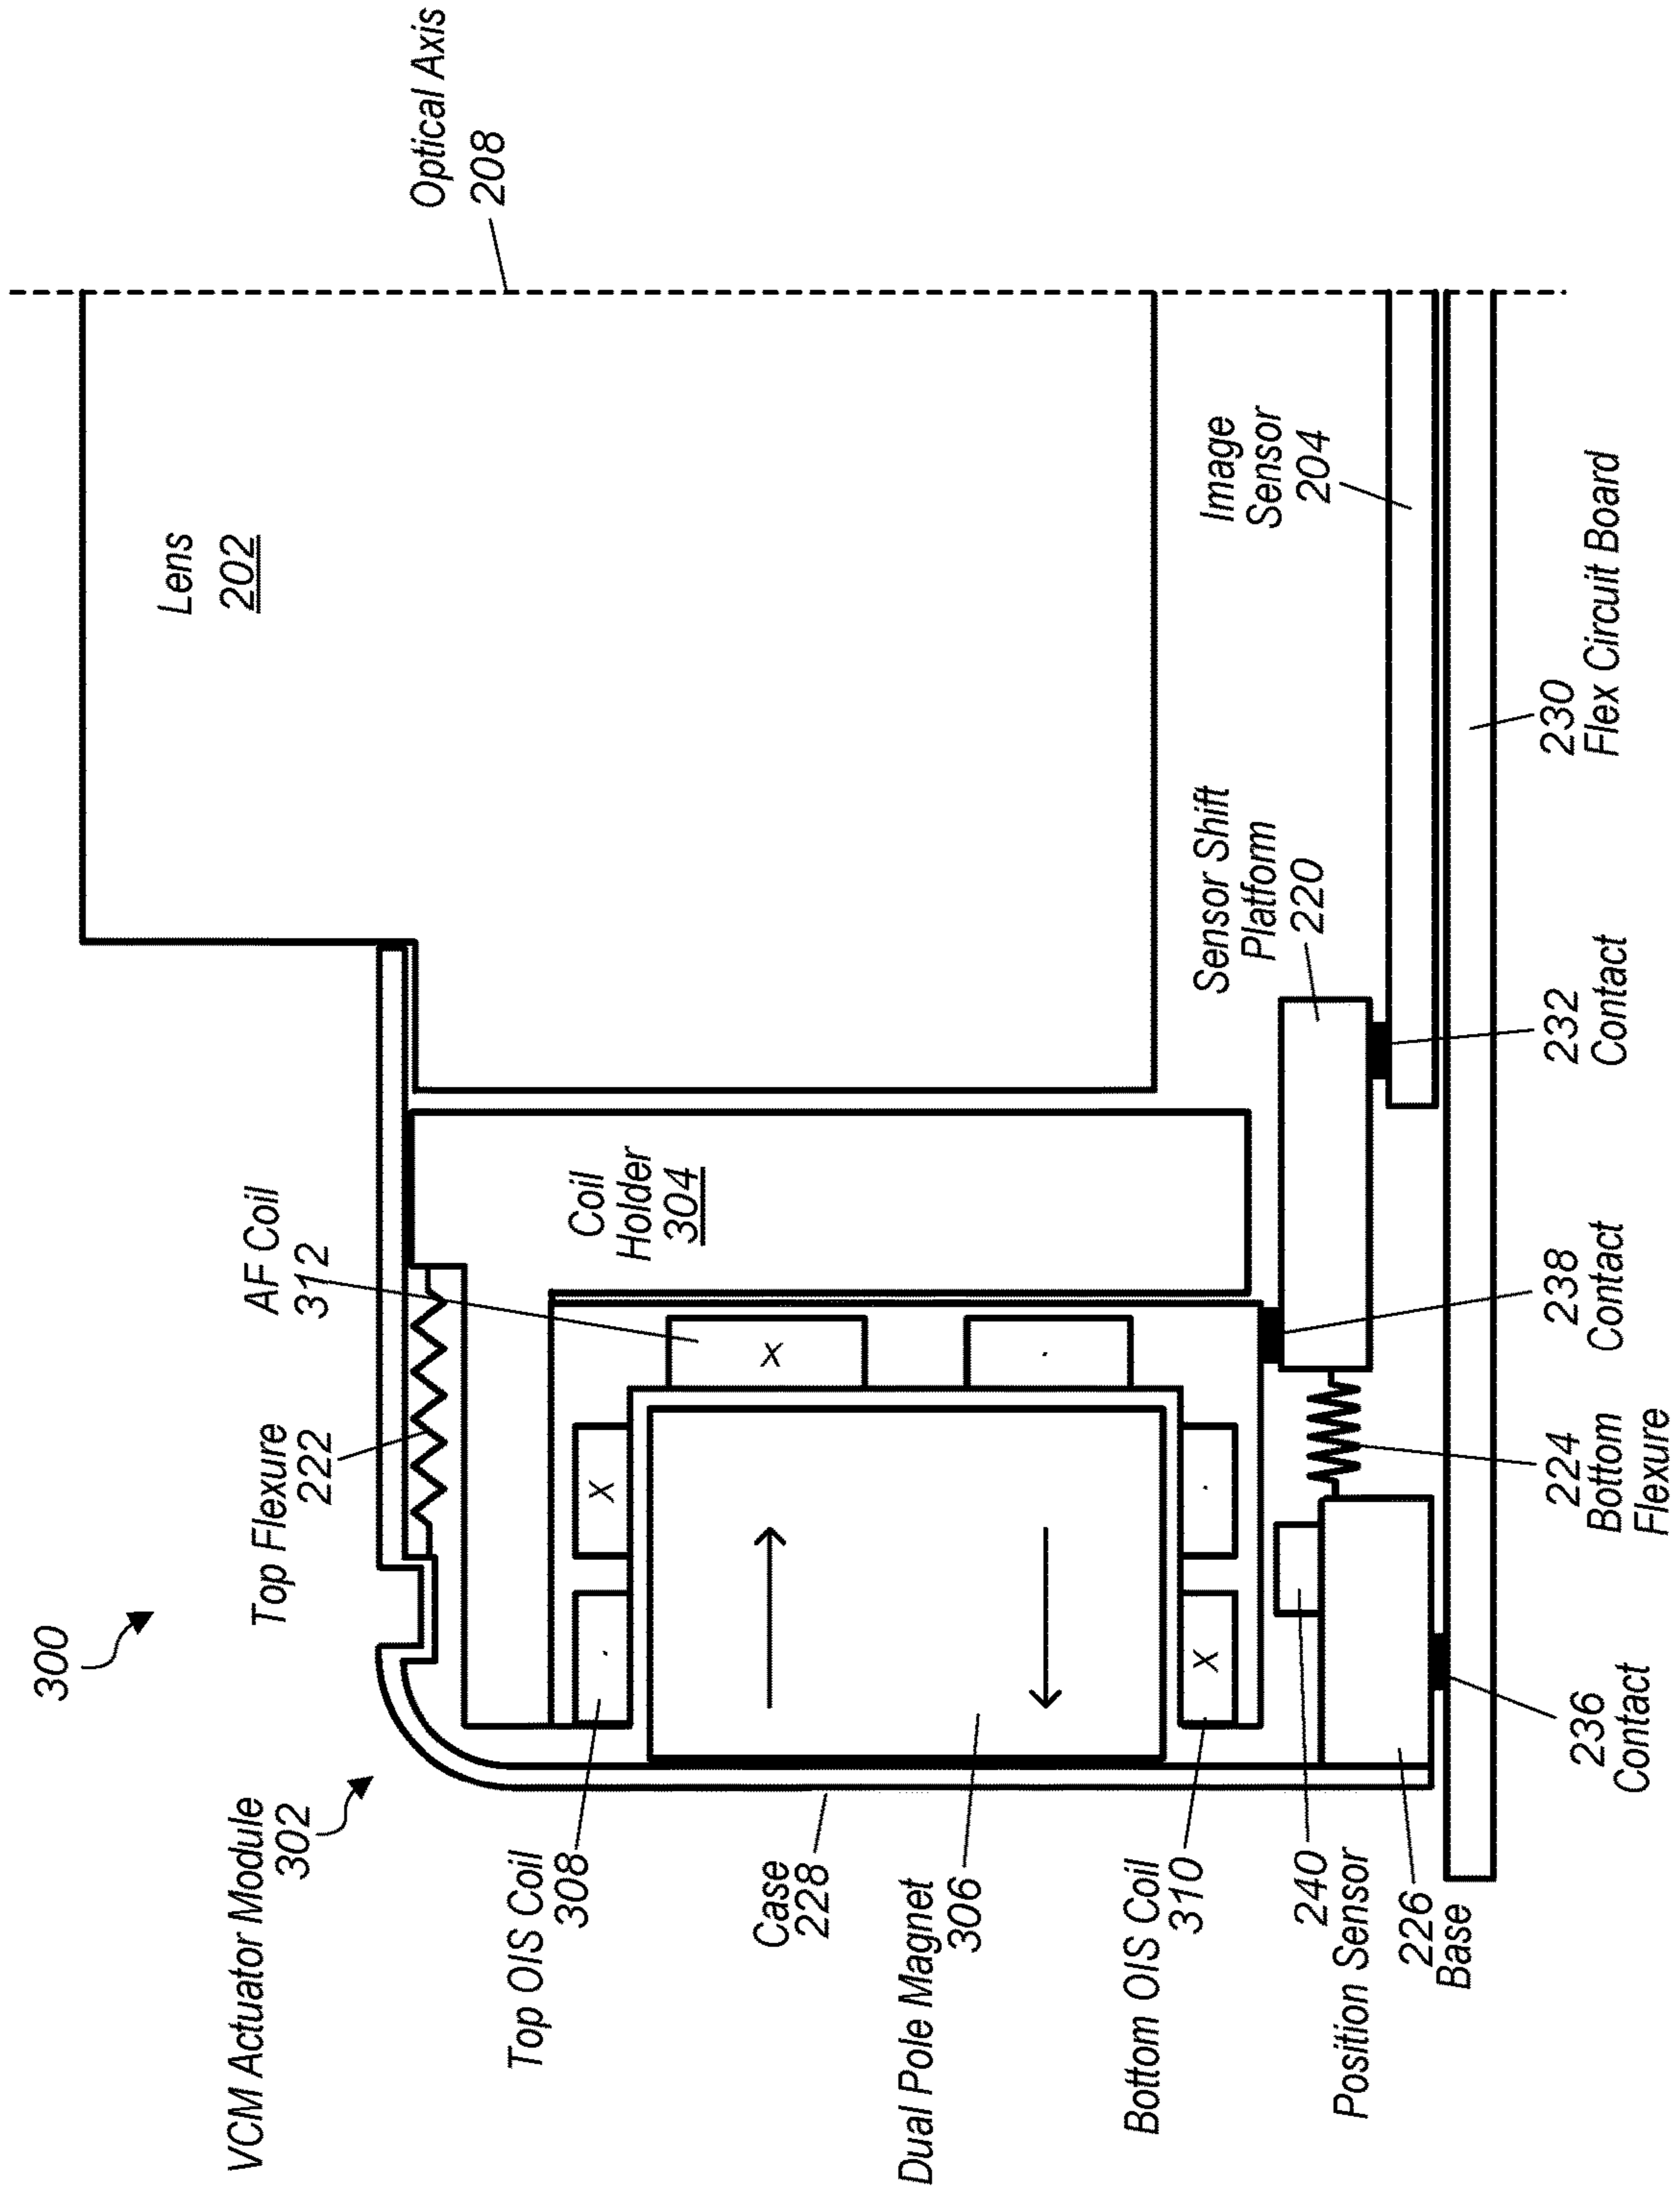 300
VCM Actuator Module
302
Top Flexure
222
AF Coil
312
Lens
202
Optical Axis
208
Top OIS Coil
308
Coil
Holder
304
X
.
X
.
Case
228
Dual Pole Magnet
306
Bottom OIS Coil
310
X
.
Sensor Shift
Platform
220
Image
Sensor
204
240
Position Sensor
226
Base
236
Contact
224
Bottom
Flexure
238
Contact
232
Contact
230
Flex Circuit Board